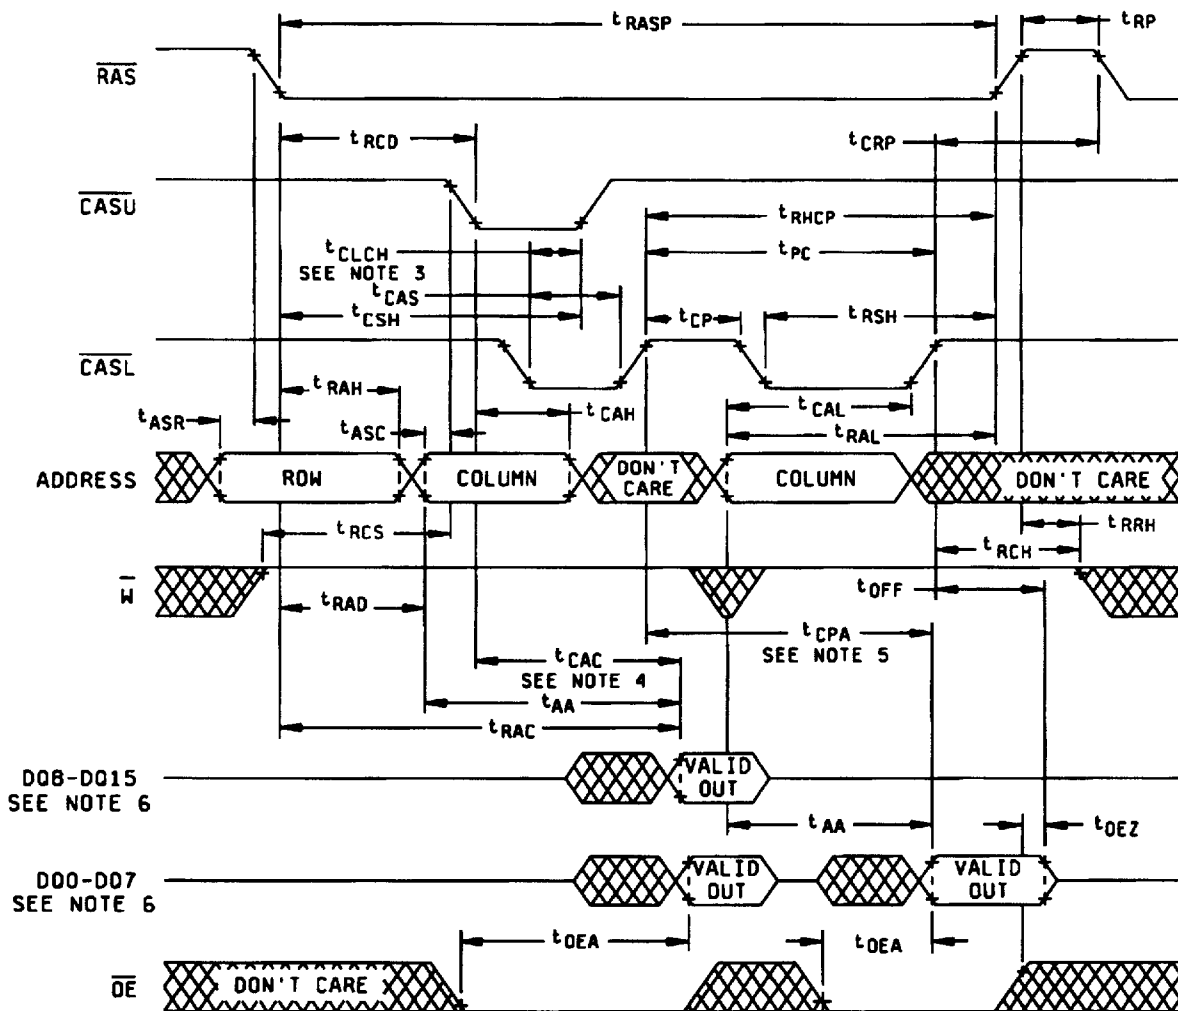 tRASP
tRP
RAS
tRCD
tCRP
CASU
tRHCP
tCLCH
SEE NOTE 3
tPC
tCAS
tCSH
tCP
tRSH
CASL
tRAH
tCAH
tCAL
tASR
tASC
tRAL
ADDRESS
ROW
COLUMN
DON'T
CARE
COLUMN
DON'T CARE
tRCS
tRRH
tRCH
W
tRAD
tOFF
tCPA
SEE NOTE 5
tCAC
SEE NOTE 4
tAA
tRAC
DQ8-DQ15
SEE NOTE 6
VALID
OUT
tAA
tOEZ
DQ0-DQ7
SEE NOTE 6
VALID
OUT
VALID
OUT
tOEA
tOEA
OE
DON'T CARE